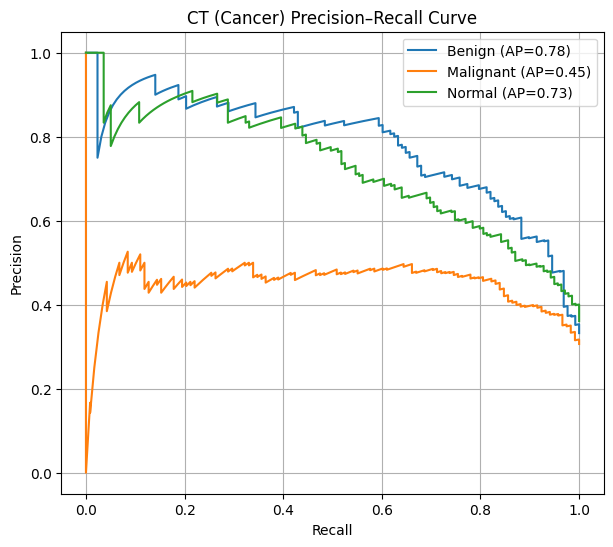 CT (Cancer) Precision–Recall Curve
Benign (AP=0.78)
Malignant (AP=0.45)
Normal (AP=0.73)
Precision
1.0
0.8
0.6
0.4
0.2
0.0
0.0 0.2 0.4 0.6 0.8 1.0
Recall